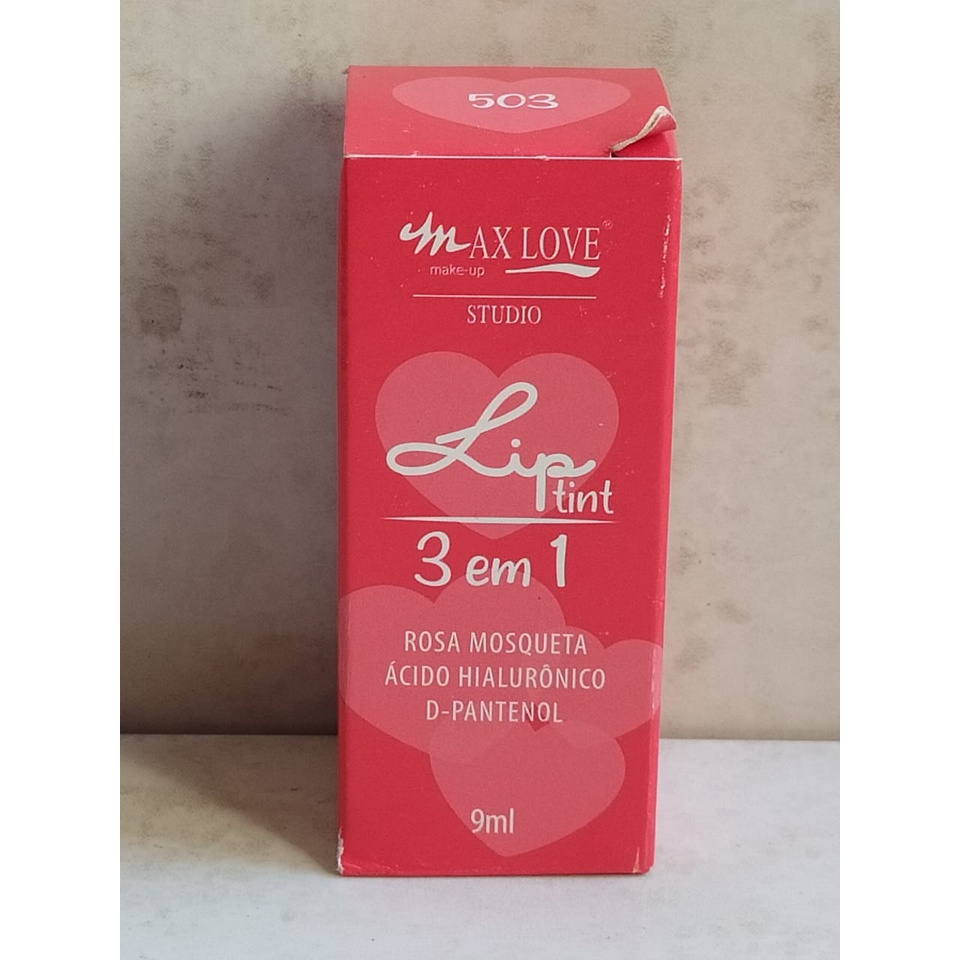 503
MAX LOVE®
make-up
STUDIO
Lip
tint
3 em 1
ROSA MOSQUETA
ÁCIDO HIALURÔNICO
D-PANTENOL
9ml